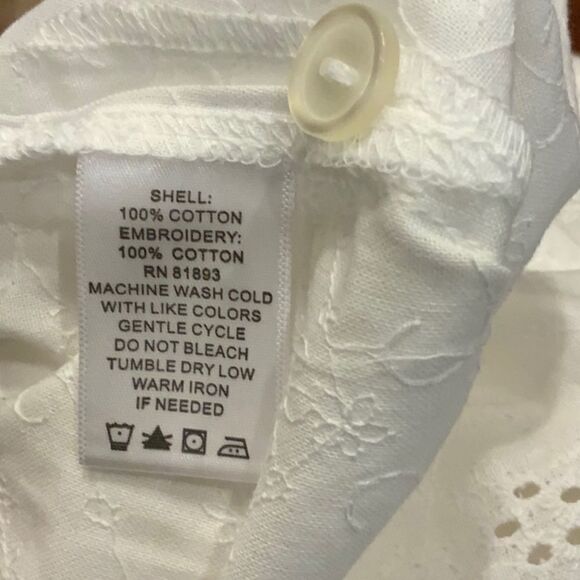 SHELL:
100% COTTON
EMBROIDERY:
100% COTTON
RN 81893
MACHINE WASH COLD
WITH LIKE COLORS
GENTLE CYCLE
DO NOT BLEACH
TUMBLE DRY LOW
WARM IRON
IF NEEDED